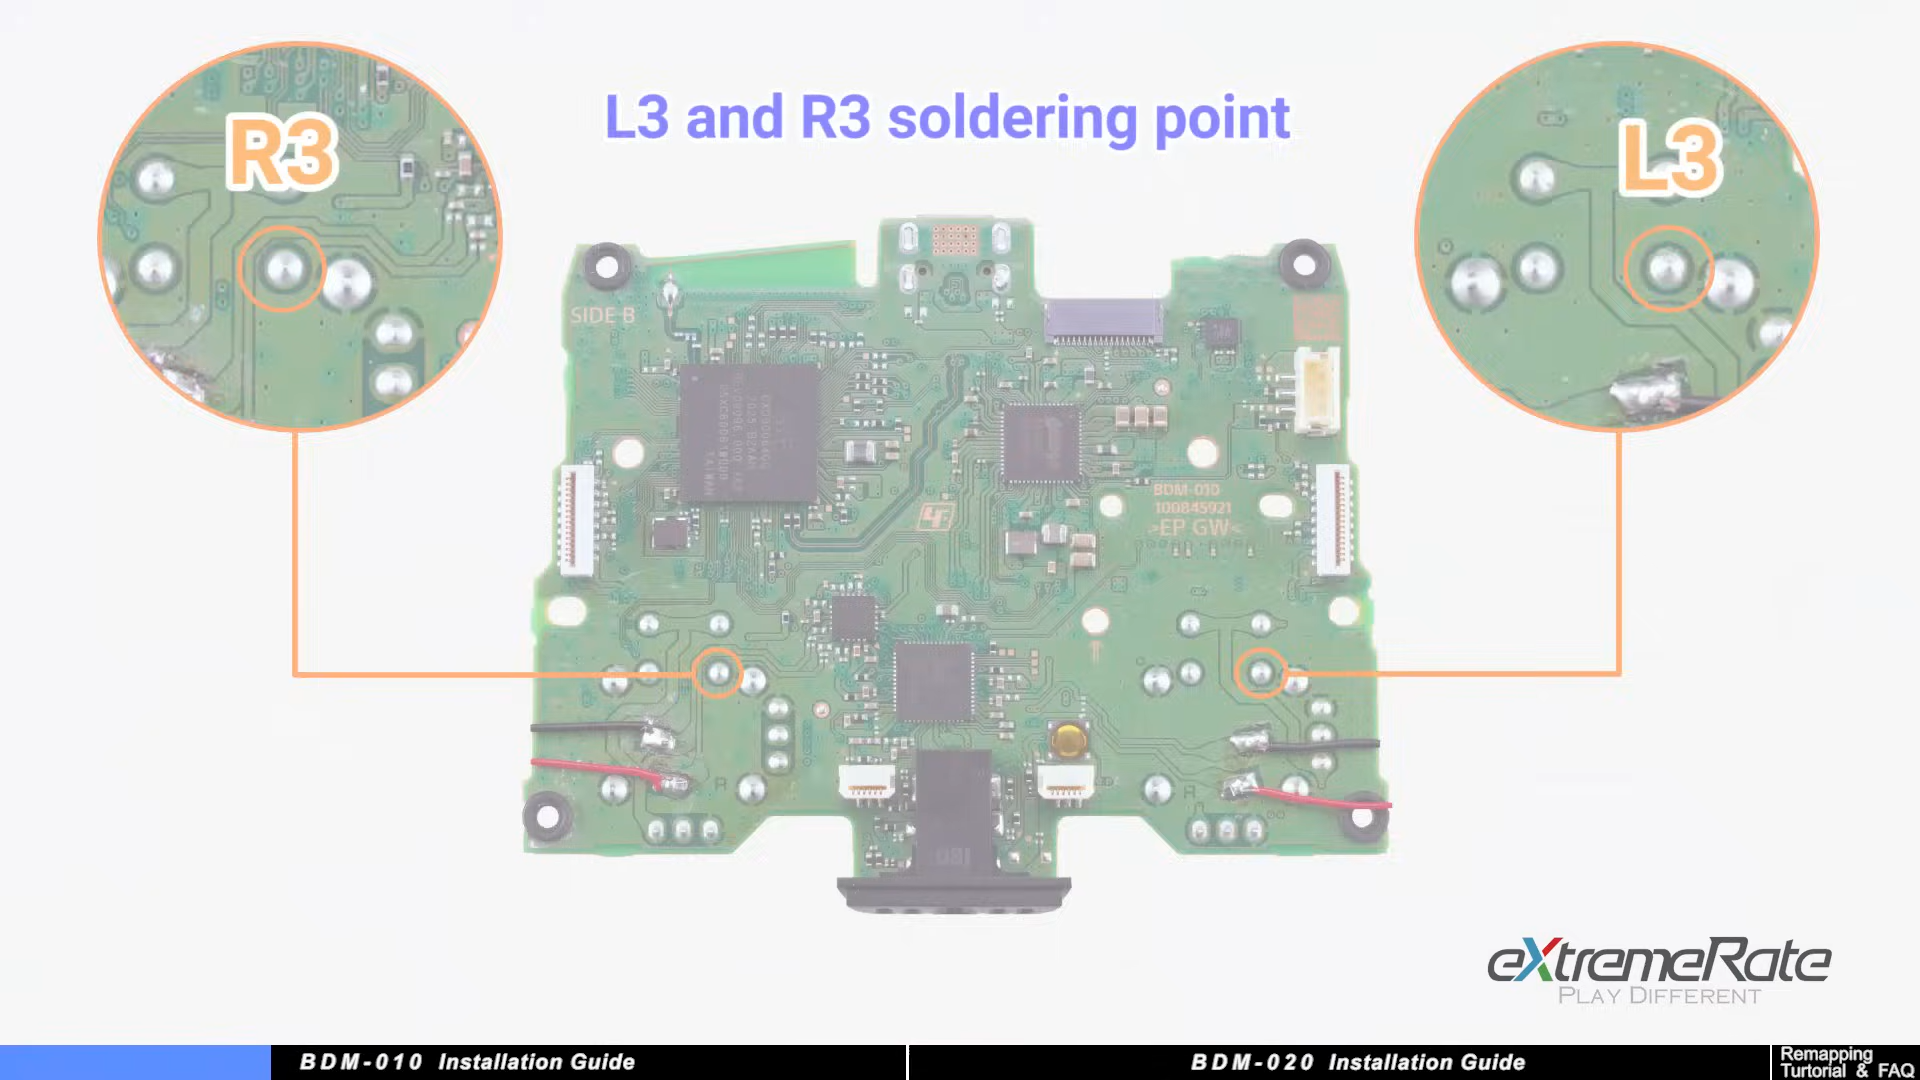 L3 and R3 soldering point
R3
L3
SIDE B
BDM-010
100845921
>EP GW<
R
R
eXtremeRate
PLAY DIFFERENT
BDM-010 Installation Guide
BDM-020 Installation Guide
Remapping
Turtorial & FAQ